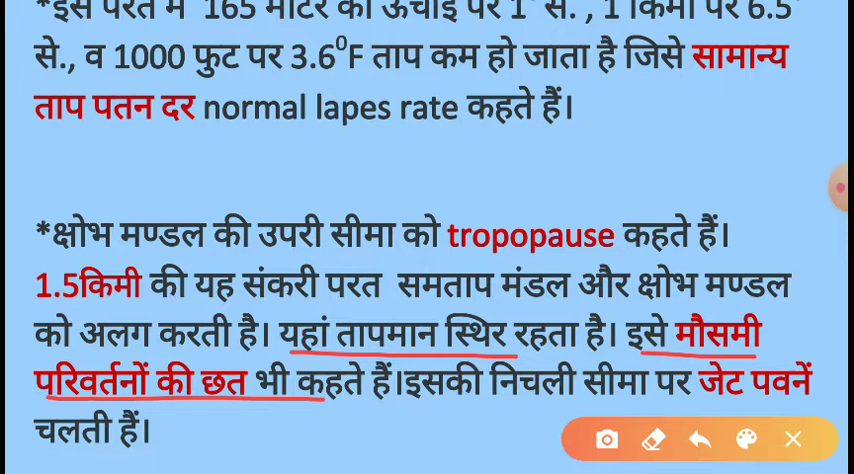 *इस परत में 165 मीटर की ऊंचाई पर 1° से. , 1 किमी पर 6.5°
से., व 1000 फुट पर 3.6⁰F ताप कम हो जाता है जिसे सामान्य
ताप पतन दर normal lapes rate कहते हैं।
*क्षोभ मण्डल की उपरी सीमा को tropopause कहते हैं।
1.5किमी की यह संकरी परत समताप मंडल और क्षोभ मण्डल
को अलग करती है। यहां तापमान स्थिर रहता है। इसे मौसमी
परिवर्तनों की छत भी कहते हैं।इसकी निचली सीमा पर जेट पवनें
चलती हैं।